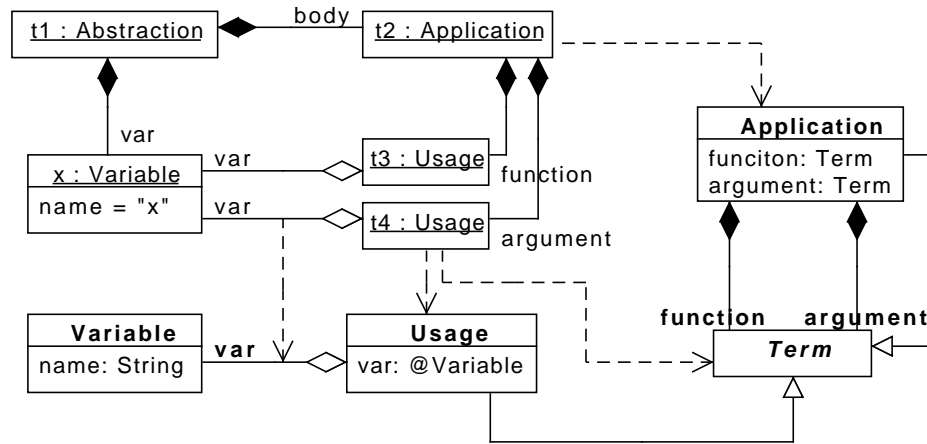 t1 : Abstraction
body
t2 : Application
var
Application
funciton: Term
argument: Term
x : Variable
name = "x"
var
t3 : Usage
function
var
t4 : Usage
argument
function
argument
Variable
name: String
var
Usage
var: @Variable
Term